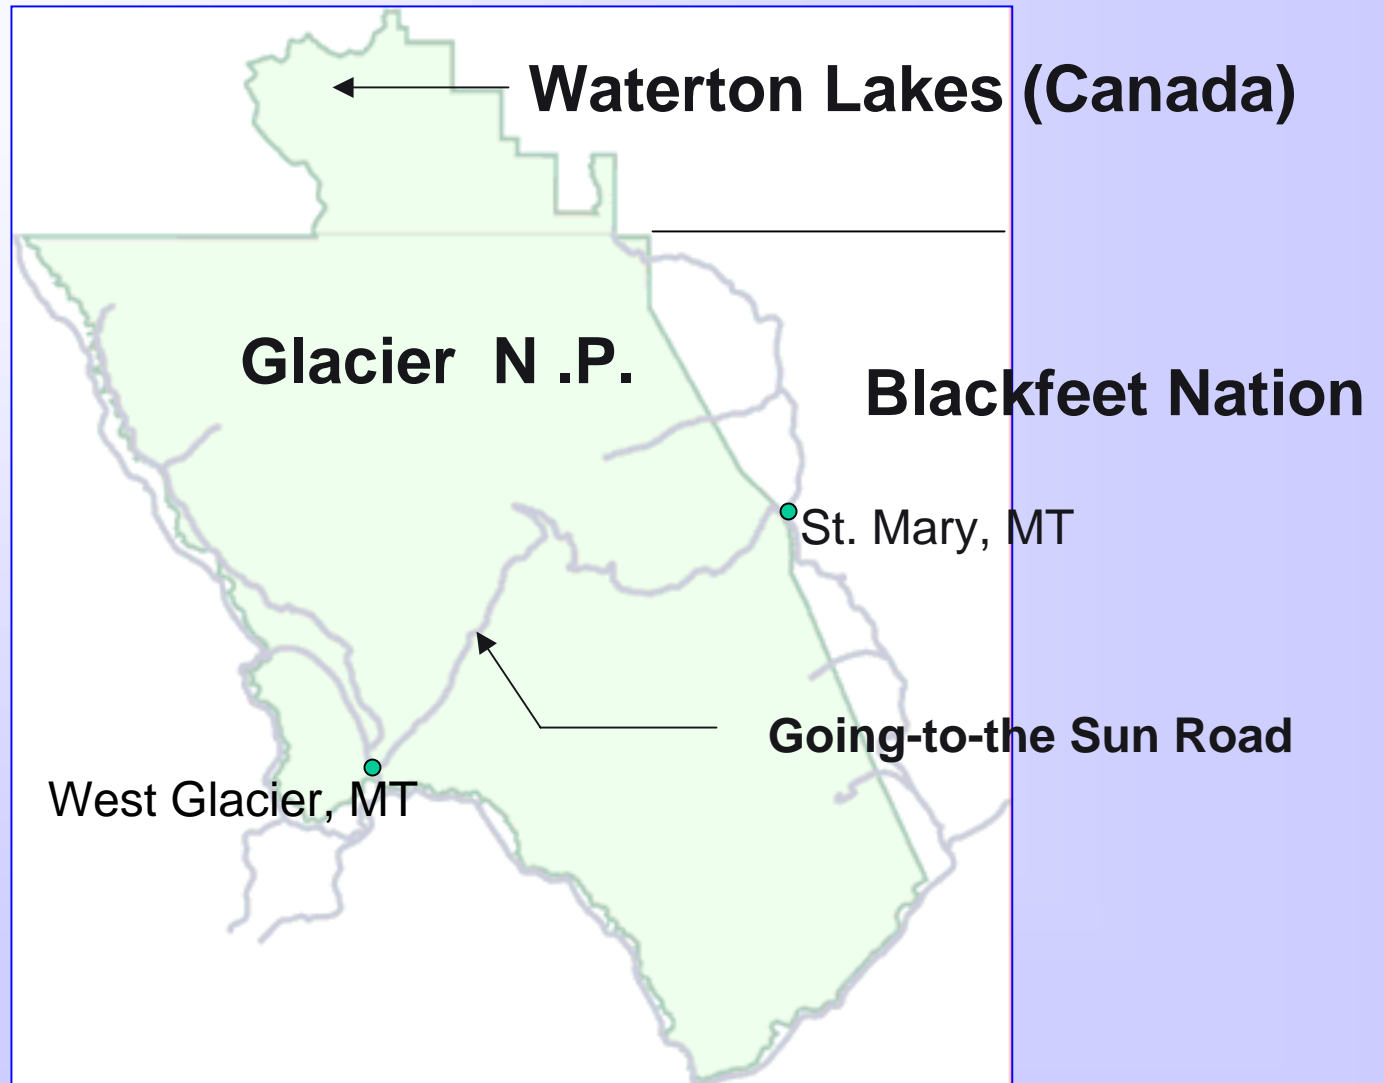 Waterton Lakes (Canada)
Glacier N .P.
Blackfeet Nation
St. Mary, MT
Going-to-the Sun Road
West Glacier, MT